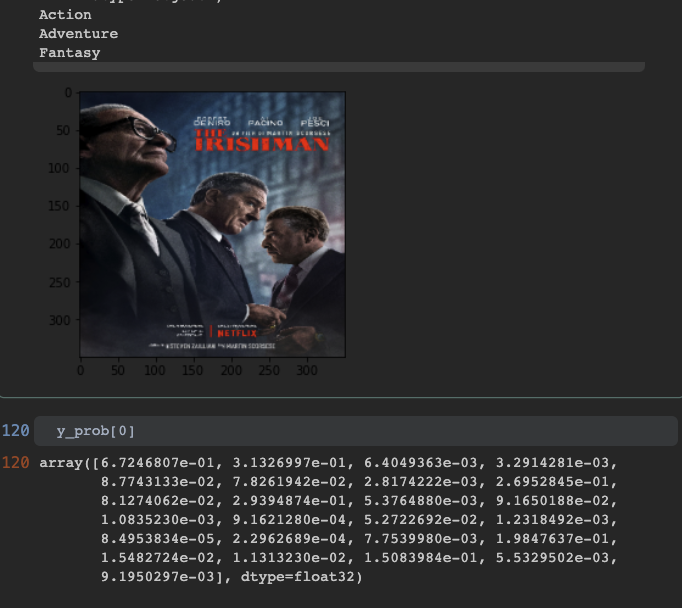 Action
Adventure
Fantasy
0
50
100
150
200
250
300
ROBERT AL JOE
DENIRO PACINO PESCI
THE
IRISHMAN
NETFLIX
0 50 100 150 200 250 300
120 y_prob[0]
120 array([6.7246807e-01, 3.1326997e-01, 6.4049363e-03, 3.2914281e-03,
8.7743133e-02, 7.8261942e-02, 2.8174222e-03, 2.6952845e-01,
8.1274062e-02, 2.9394874e-01, 5.3764880e-03, 9.1650188e-02,
1.0835230e-03, 9.1621280e-04, 5.2722692e-02, 1.2318492e-03,
8.4953834e-05, 2.2962689e-04, 7.7539980e-03, 1.9847637e-01,
1.5482724e-02, 1.1313230e-02, 1.5083984e-01, 5.5329502e-03,
9.1950297e-03], dtype=float32)